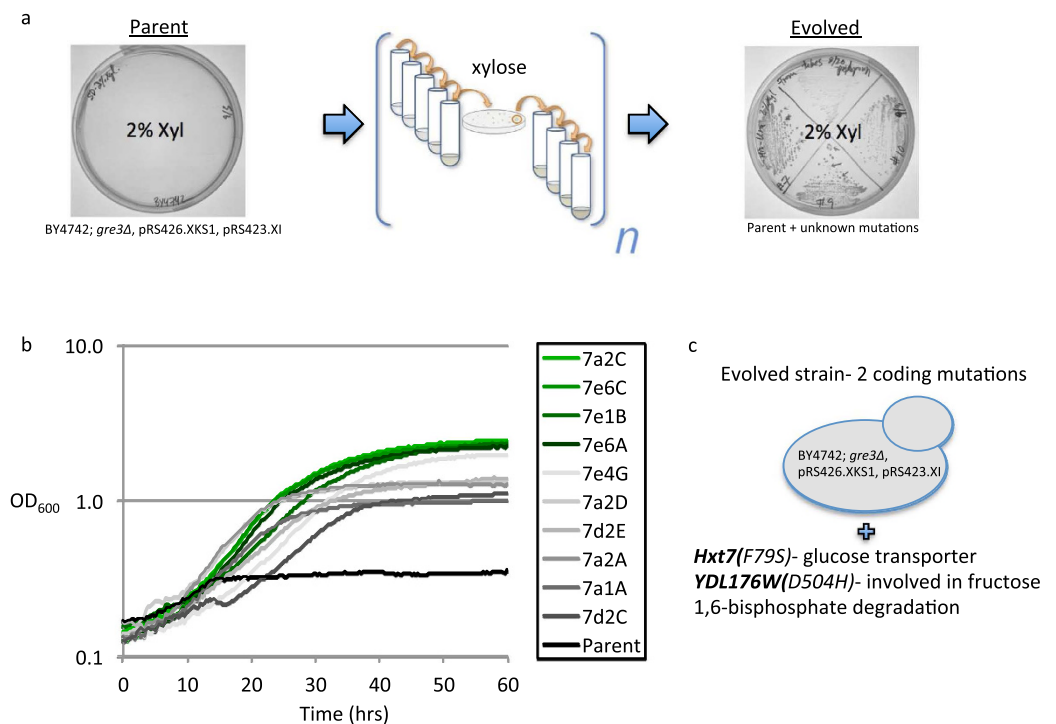 a
Parent
2% Xyl
BY4742
BY4742; gre3Δ, pRS426.XKS1, pRS423.XI
xylose
n
Evolved
2% Xyl
Parent + unknown mutations
b
10.0
1.0
0.1
OD600
0 10 20 30 40 50 60
Time (hrs)
7a2C
7e6C
7e1B
7e6A
7e4G
7a2D
7d2E
7a2A
7a1A
7d2C
Parent
c
Evolved strain- 2 coding mutations
BY4742; gre3Δ,
pRS426.XKS1, pRS423.XI
Hxt7(F79S)- glucose transporter
YDL176W(D504H)- involved in fructose
1,6-bisphosphate degradation